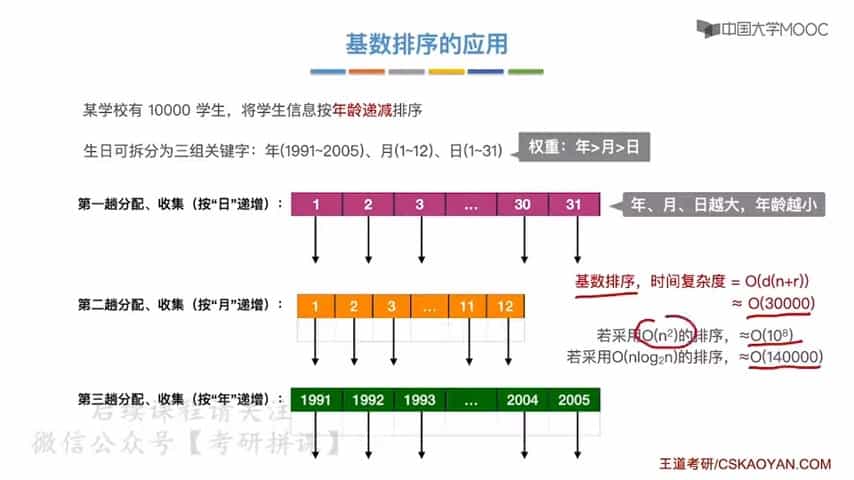 中国大学MOOC
基数排序的应用
某学校有 10000 学生，将学生信息按年龄递减排序
生日可拆分为三组关键字：年(1991~2005)、月(1~12)、日(1~31)
权重：年>月>日
第一趟分配、收集（按“日”递增）：
1 2 3 ... 30 31
年、月、日越大，年龄越小
基数排序，时间复杂度 = O(d(n+r))
≈ O(30000)
第二趟分配、收集（按“月”递增）：
1 2 3 ... 11 12
若采用O(n²)的排序，≈O(10⁸)
若采用O(nlog₂n)的排序，≈O(140000)
第三趟分配、收集（按“年”递增）：
1991 1992 1993 ... 2004 2005
后续课程请关注
微信公众号【考研拼课】
王道考研/CSKAOYAN.COM